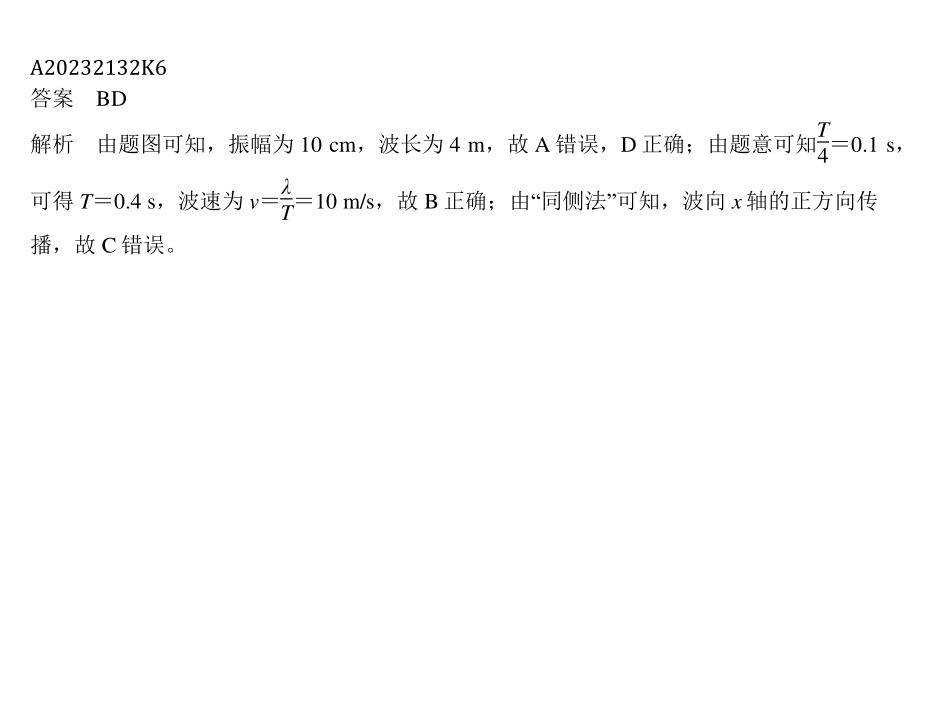 A20232132K6
答案　BD
解析　由题图可知，振幅为 10 cm，波长为 4 m，故 A 错误，D 正确；由题意可知T/4＝0.1 s，
可得 T＝0.4 s，波速为 v＝λ/T＝10 m/s，故 B 正确；由“同侧法”可知，波向 x 轴的正方向传
播，故 C 错误。